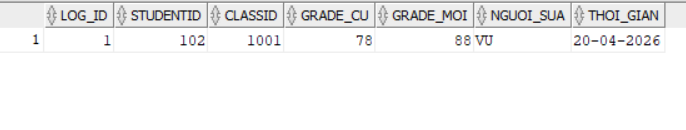 LOG_ID STUDENTID CLASSID GRADE_CU GRADE_MOI NGUOI_SUA THOI_GIAN
1 1 102 1001 78 88 VU 20-04-2026